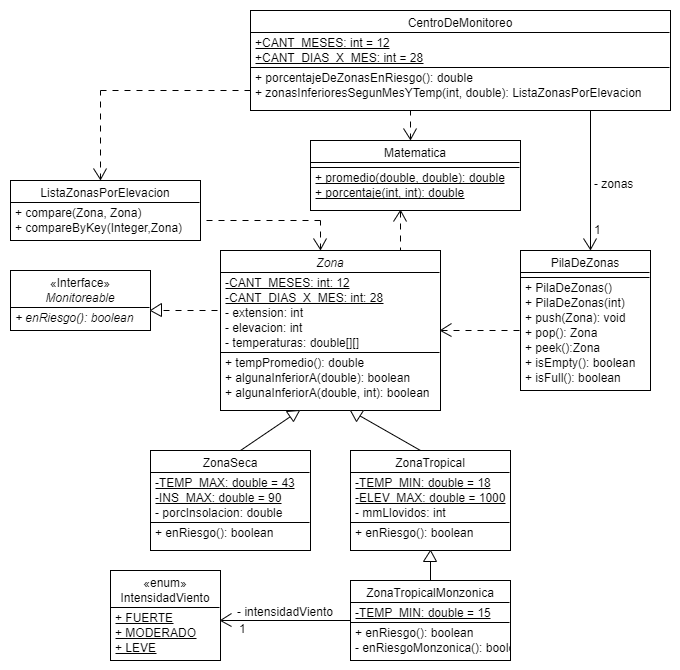 CentroDeMonitoreo
+CANT_MESES: int = 12
+CANT_DIAS_X_MES: int = 28
+ porcentajeDeZonasEnRiesgo(): double
+ zonasInferioresSegunMesYTemp(int, double): ListaZonasPorElevacion
Matematica
+ promedio(double, double): double
+ porcentaje(int, int): double
- zonas
1
ListaZonasPorElevacion
+ compare(Zona, Zona)
+ compareByKey(Integer,Zona)
«Interface»
Monitoreable
+ enRiesgo(): boolean
Zona
-CANT_MESES: int: 12
-CANT_DIAS_X_MES: int: 28
- extension: int
- elevacion: int
- temperaturas: double[][]
+ tempPromedio(): double
+ algunaInferiorA(double): boolean
+ algunaInferiorA(double, int): boolean
PilaDeZonas
+ PilaDeZonas()
+ PilaDeZonas(int)
+ push(Zona): void
+ pop(): Zona
+ peek():Zona
+ isEmpty(): boolean
+ isFull(): boolean
ZonaSeca
-TEMP_MAX: double = 43
-INS_MAX: double = 90
- porcInsolacion: double
+ enRiesgo(): boolean
ZonaTropical
-TEMP_MIN: double = 18
-ELEV_MAX: double = 1000
- mmLlovidos: int
+ enRiesgo(): boolean
«enum»
IntensidadViento
+ FUERTE
+ MODERADO
+ LEVE
- intensidadViento
1
ZonaTropicalMonzonica
-TEMP_MIN: double = 15
+ enRiesgo(): boolean
- enRiesgoMonzonica(): bool